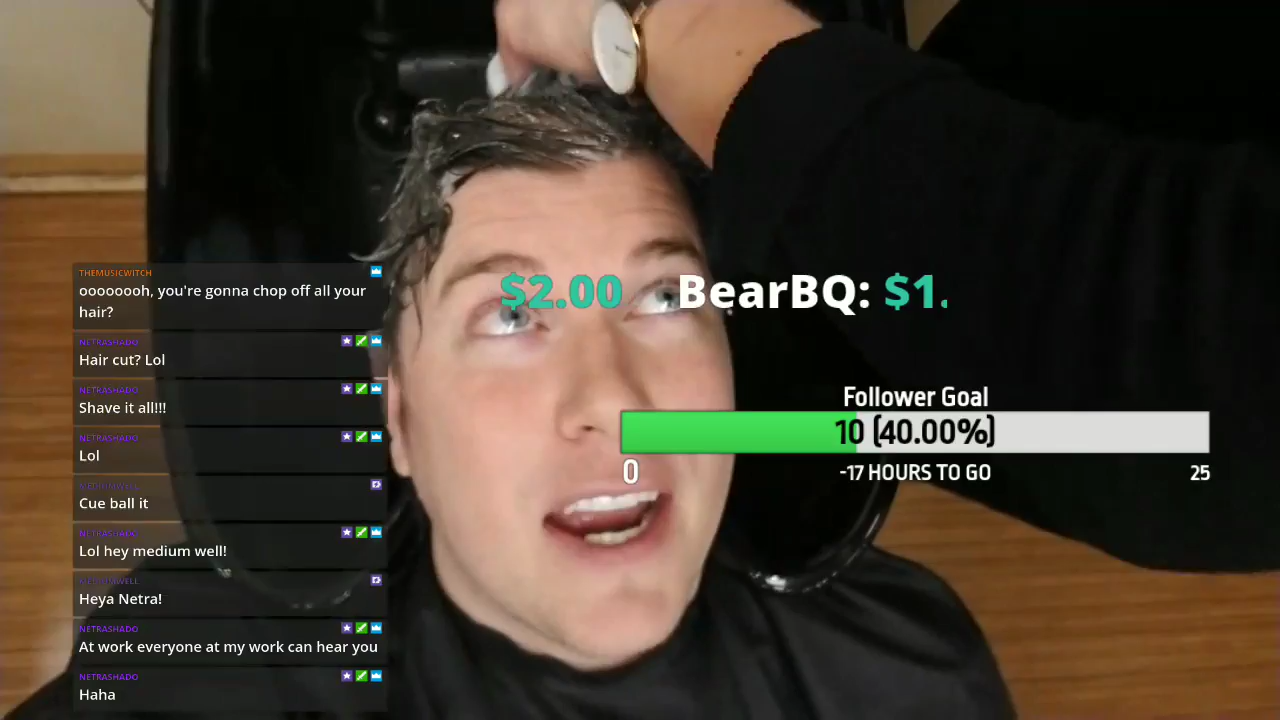 THEMUSICWITCH
oooooooh, you're gonna chop off all your
hair?
NETRASHADO
Hair cut? Lol
NETRASHADO
Shave it all!!!
NETRASHADO
Lol
MEDIUMWELL
Cue ball it
NETRASHADO
Lol hey medium well!
MEDIUMWELL
Heya Netra!
NETRASHADO
At work everyone at my work can hear you
NETRASHADO
Haha
$2.00 BearBQ: $1.
Follower Goal
10 (40.00%)
0 -17 HOURS TO GO 25